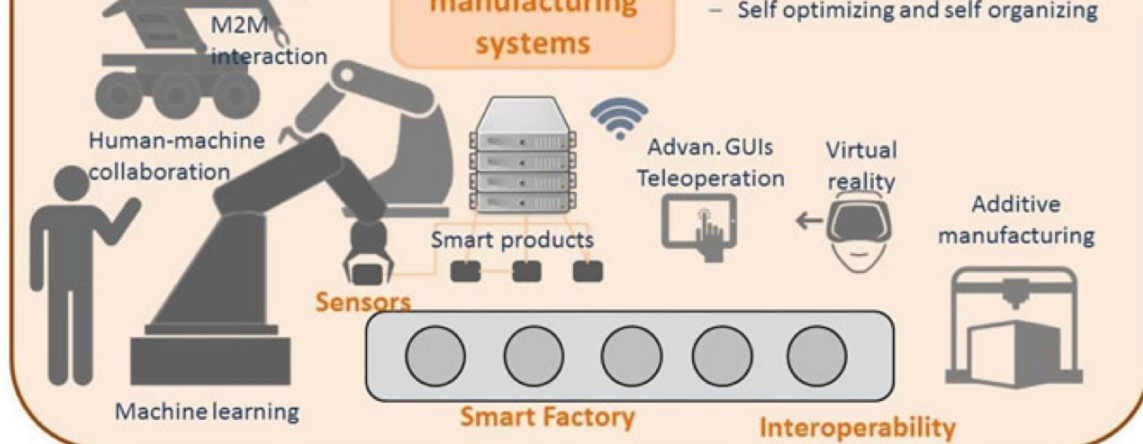 manufacturing
systems
– Self optimizing and self organizing
M2M
interaction
Human-machine
collaboration
Advan. GUIs
Teleoperation
Virtual
reality
Additive
manufacturing
Smart products
Sensors
Machine learning
Smart Factory
Interoperability